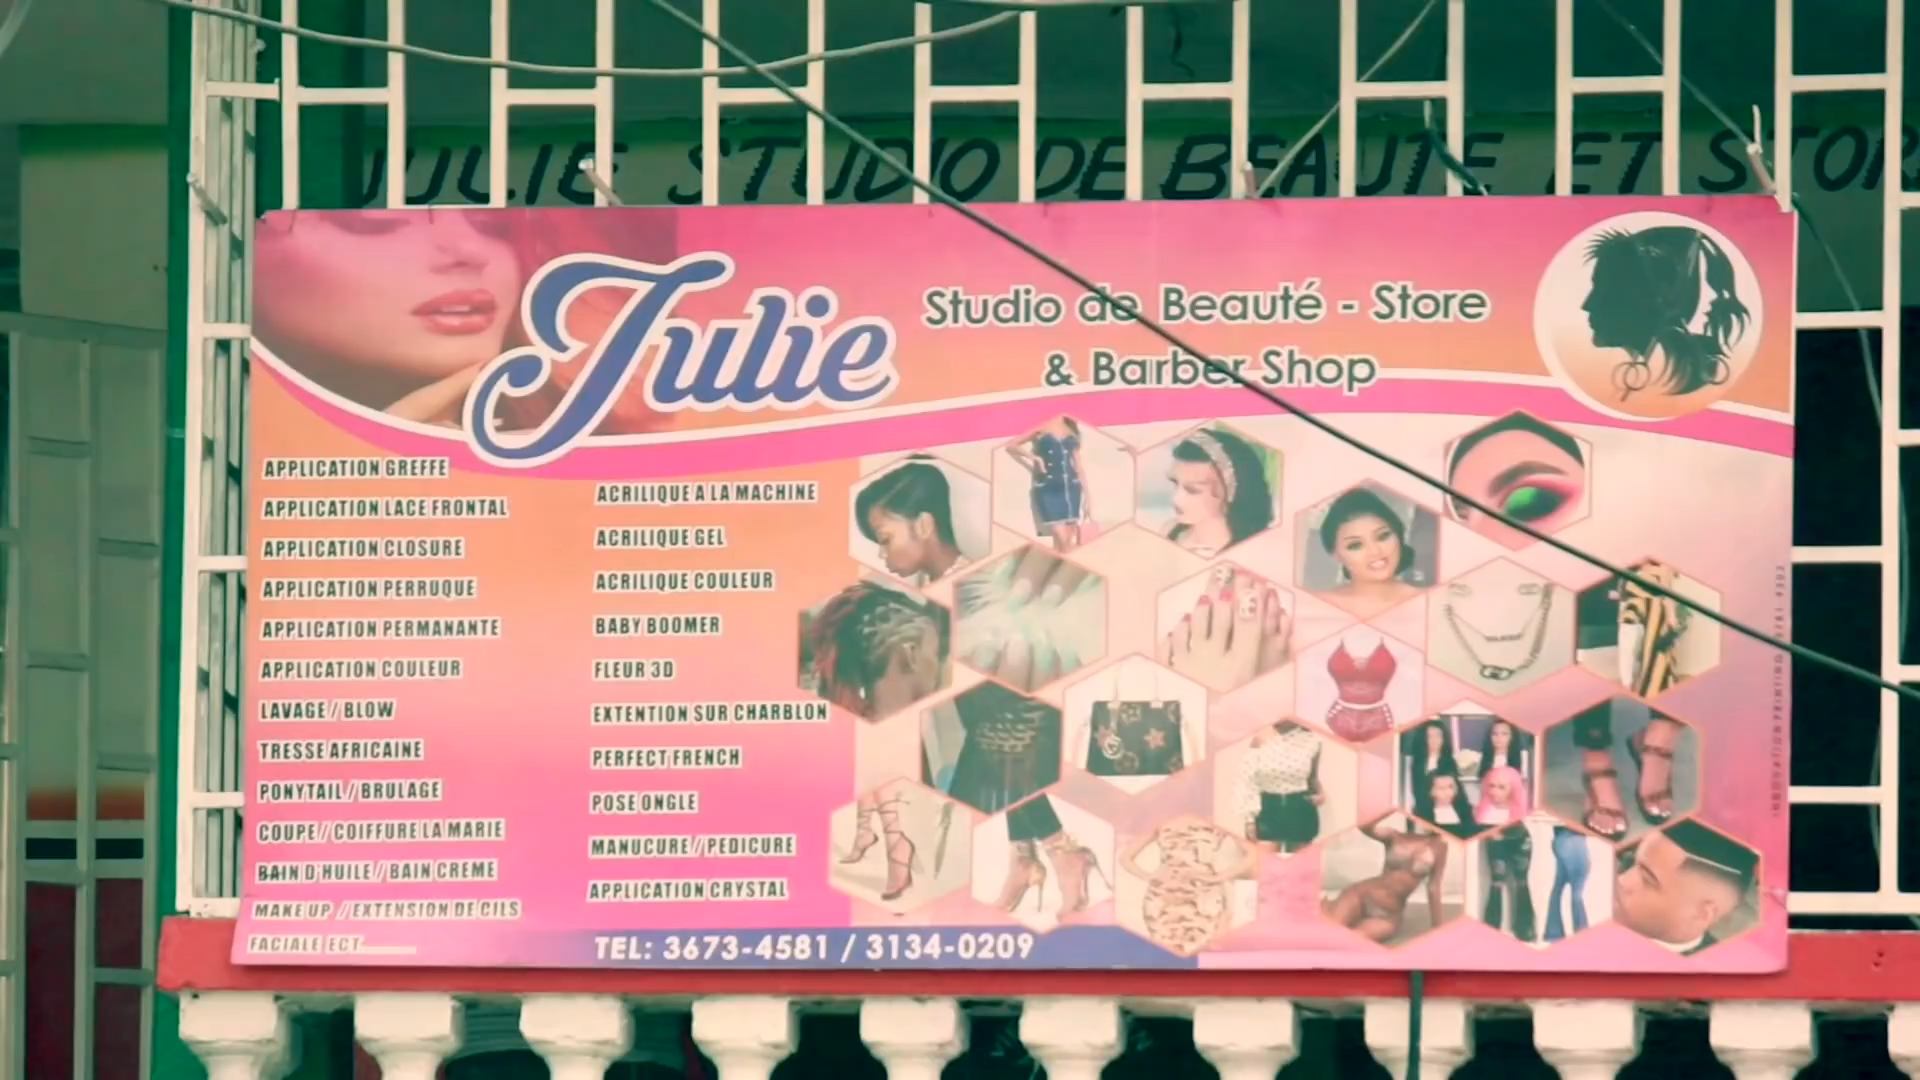 JULIE STUDIO DE BEAUTE ET STOR
Julie
Studio de Beauté - Store
& Barber Shop
APPLICATION GREFFE
APPLICATION LACE FRONTAL
APPLICATION CLOSURE
APPLICATION PERRUQUE
APPLICATION PERMANANTE
APPLICATION COULEUR
LAVAGE / BLOW
TRESSE AFRICAINE
PONYTAIL / BRULAGE
COUPE / COIFFURE LA MARIE
BAIN D'HUILE / BAIN CREME
MAKE UP / EXTENSION DE CILS
FACIALE ECT........
ACRILIQUE A LA MACHINE
ACRILIQUE GEL
ACRILIQUE COULEUR
BABY BOOMER
FLEUR 3D
EXTENTION SUR CHARBLON
PERFECT FRENCH
POSE ONGLE
MANUCURE / PEDICURE
APPLICATION CRYSTAL
TEL: 3673-4581 / 3134-0209